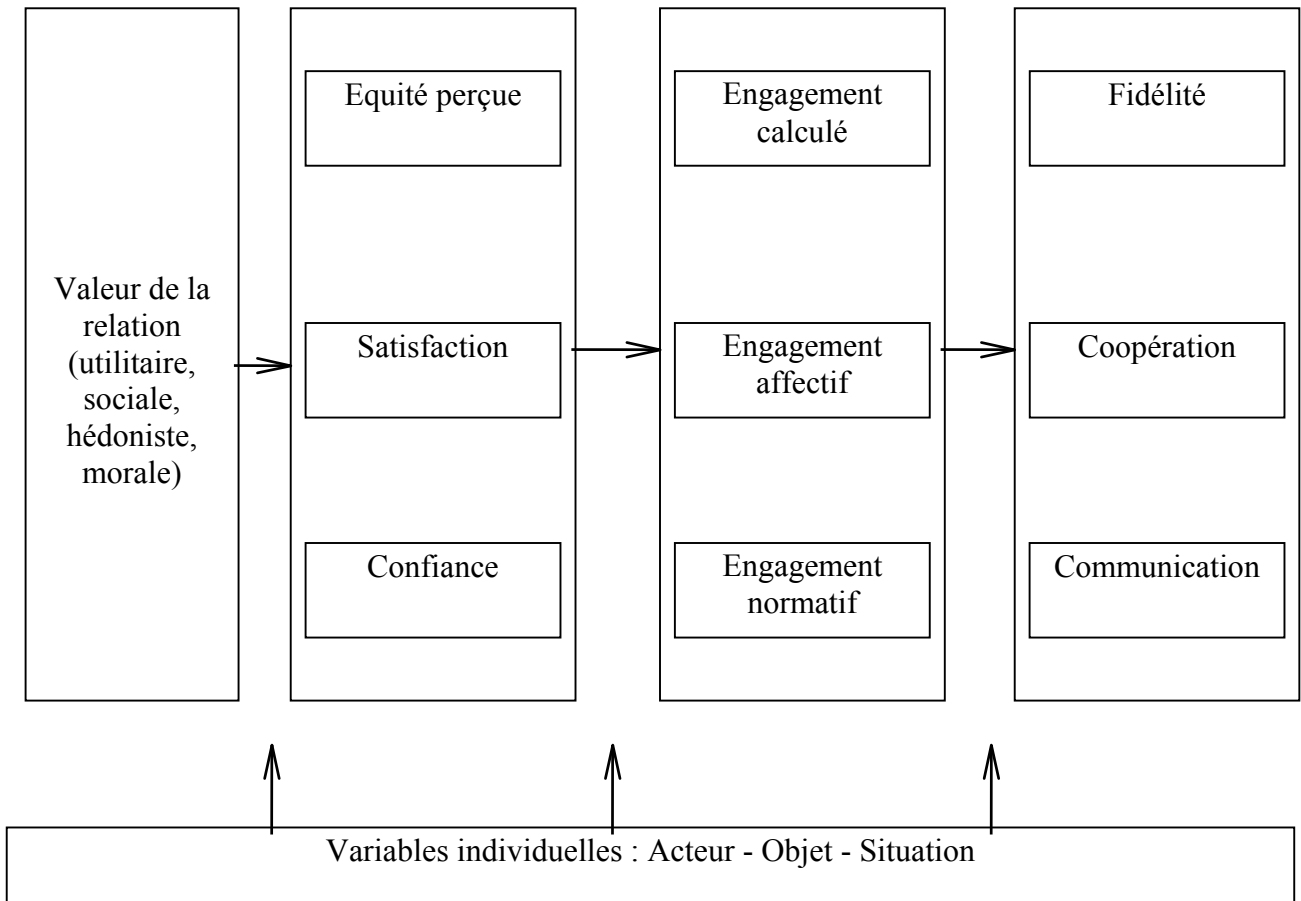 Valeur de la
relation
(utilitaire,
sociale,
hédoniste,
morale)
Equité perçue
Satisfaction
Confiance
Engagement
calculé
Engagement
affectif
Engagement
normatif
Fidélité
Coopération
Communication
Variables individuelles : Acteur - Objet - Situation